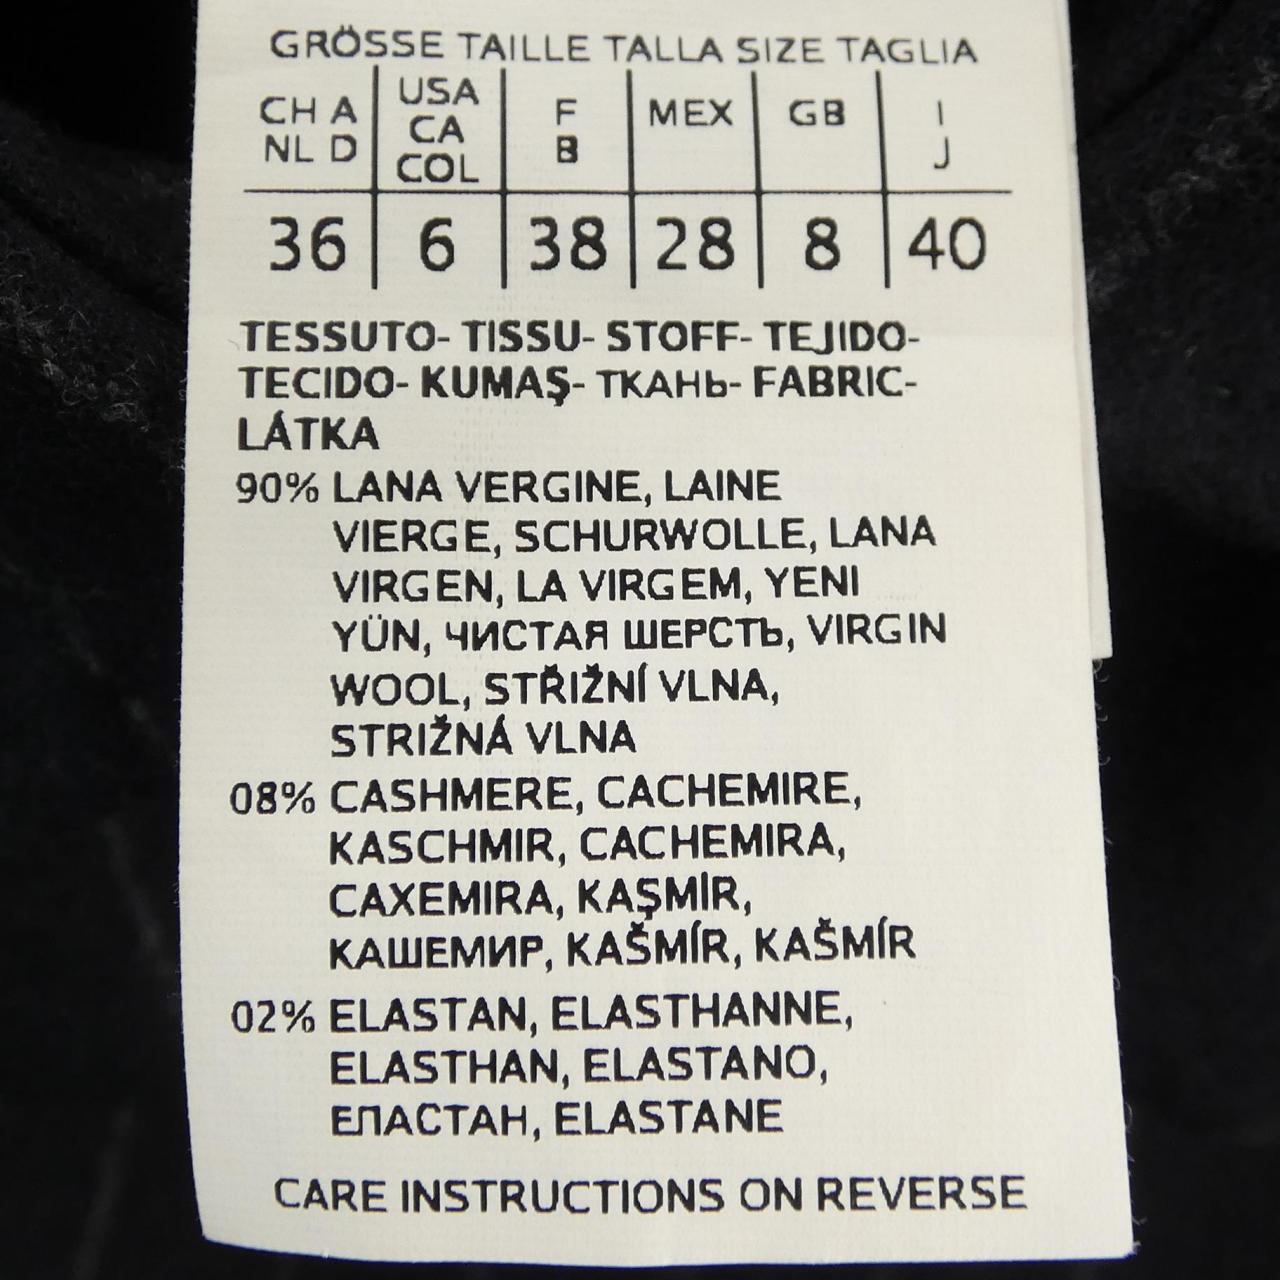 GRÖSSE TAILLE TALLA SIZE TAGLIA
CH A NL D USA CA COL F B MEX GB I J
36 6 38 28 8 40
TESSUTO- TISSU- STOFF- TEJIDO-
TECIDO- KUMAŞ- ТКАНЬ- FABRIC-
LÁTKA
90% LANA VERGINE, LAINE
VIERGE, SCHURWOLLE, LANA
VIRGEN, LA VIRGEM, YENI
YÜN, ЧИСТАЯ ШЕРСТЬ, VIRGIN
WOOL, STŘIŽNÍ VLNA,
STRIŽNÁ VLNA
08% CASHMERE, CACHEMIRE,
KASCHMIR, CACHEMIRA,
CAXEMIRA, KAŞMİR,
КАШЕМИР, KAŠMÍR, KAŠMÍR
02% ELASTAN, ELASTHANNE,
ELASTHAN, ELASTANO,
ЕПАСТАН, ELASTANE
CARE INSTRUCTIONS ON REVERSE